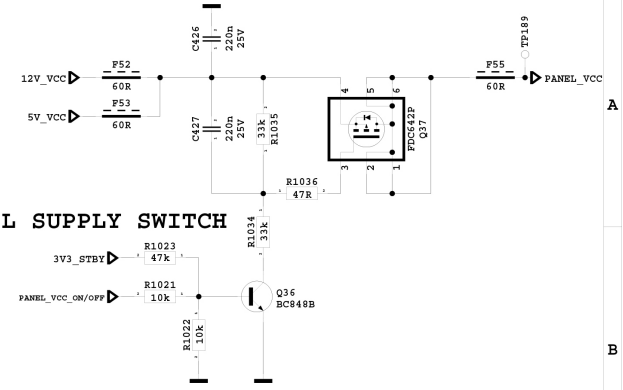 TP189
C426
220n
25V
F52
60R
12V_VCC
F53
60R
5V_VCC
C427
220n
25V
33k
R1035
4
5
6
FDC642P
Q37
3
2
1
F55
60R
PANEL_VCC
A
R1036
1
47R
2
L SUPPLY SWITCH
R1034
33k
R1023
47k
3V3_STBY
R1021
10k
PANEL_VCC_ON/OFF
R1022
10k
Q36
BC848B
B